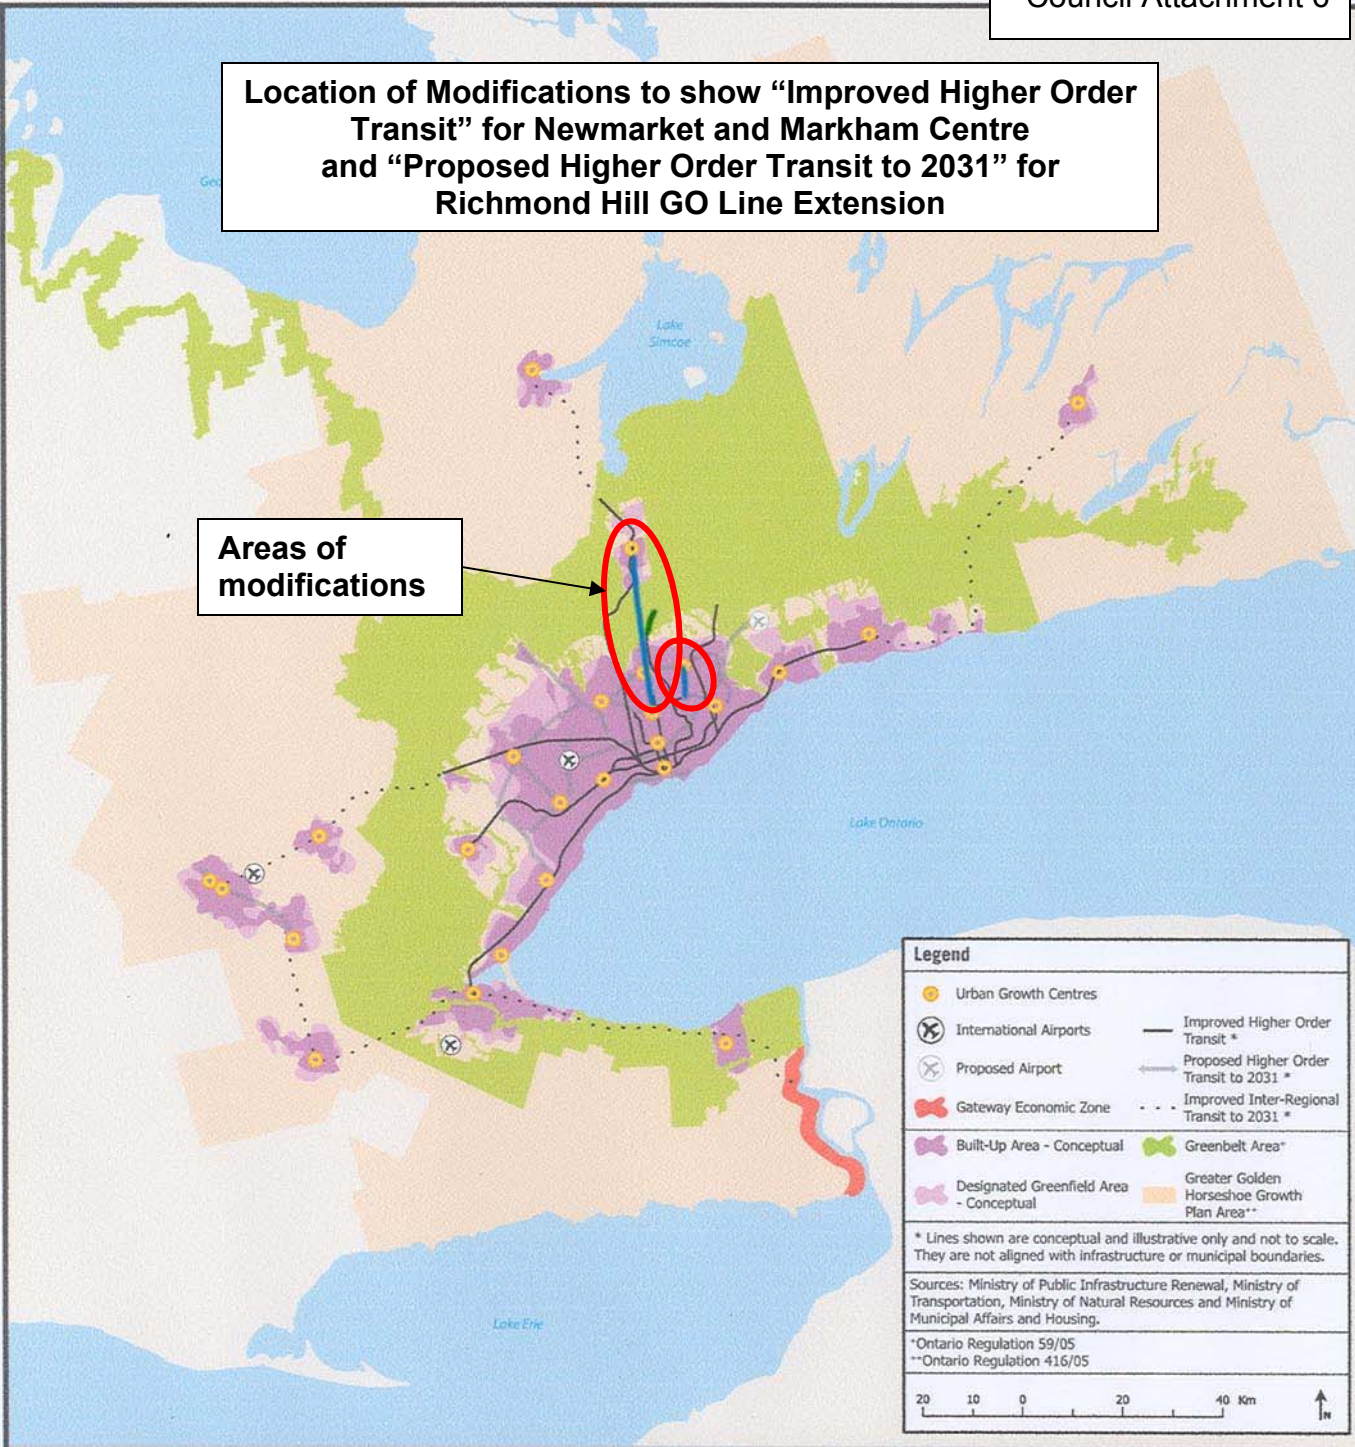 Council Attachment 6
Location of Modifications to show “Improved Higher Order
Transit” for Newmarket and Markham Centre
and “Proposed Higher Order Transit to 2031” for
Richmond Hill GO Line Extension
Lake
Simcoe
Areas of
modifications
Lake Ontario
Lake Erie
Legend
Urban Growth Centres
International Airports
Proposed Airport
Gateway Economic Zone
Improved Higher Order
Transit *
Proposed Higher Order
Transit to 2031 *
Improved Inter-Regional
Transit to 2031 *
Built-Up Area - Conceptual
Designated Greenfield Area
- Conceptual
Greenbelt Area+
Greater Golden
Horseshoe Growth
Plan Area++
* Lines shown are conceptual and illustrative only and not to scale.
They are not aligned with infrastructure or municipal boundaries.
Sources: Ministry of Public Infrastructure Renewal, Ministry of
Transportation, Ministry of Natural Resources and Ministry of
Municipal Affairs and Housing.
+Ontario Regulation 59/05
++Ontario Regulation 416/05
20 10 0 20 40 Km
N